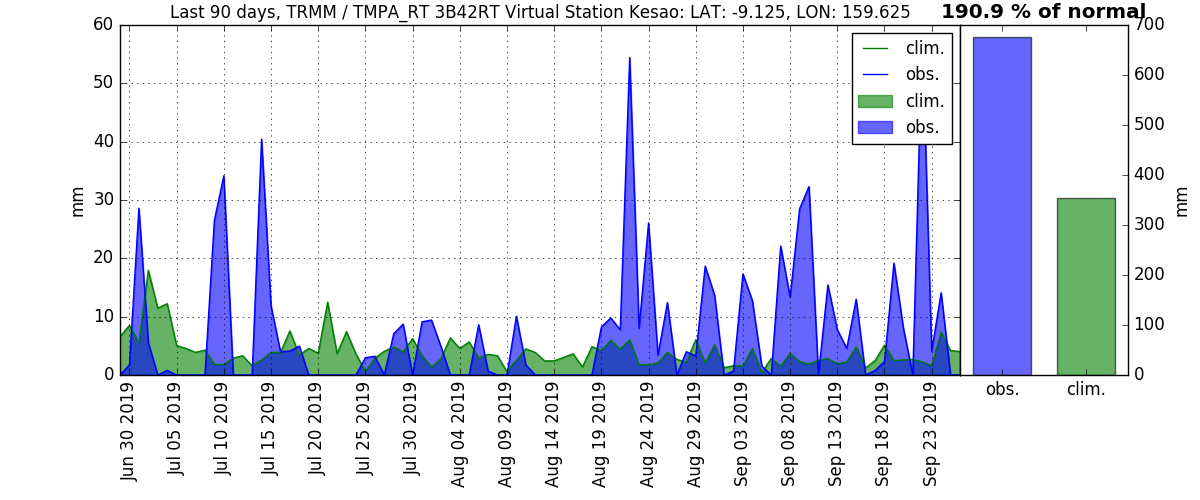 Last 90 days, TRMM / TMPA_RT 3B42RT Virtual Station Kesao: LAT: -9.125, LON: 159.625
190.9 % of normal
60
50
40
30
20
10
0
mm
clim.
obs.
clim.
obs.
700
600
500
400
300
200
100
0
mm
Jun 30 2019
Jul 05 2019
Jul 10 2019
Jul 15 2019
Jul 20 2019
Jul 25 2019
Jul 30 2019
Aug 04 2019
Aug 09 2019
Aug 14 2019
Aug 19 2019
Aug 24 2019
Aug 29 2019
Sep 03 2019
Sep 08 2019
Sep 13 2019
Sep 18 2019
Sep 23 2019
obs.
clim.